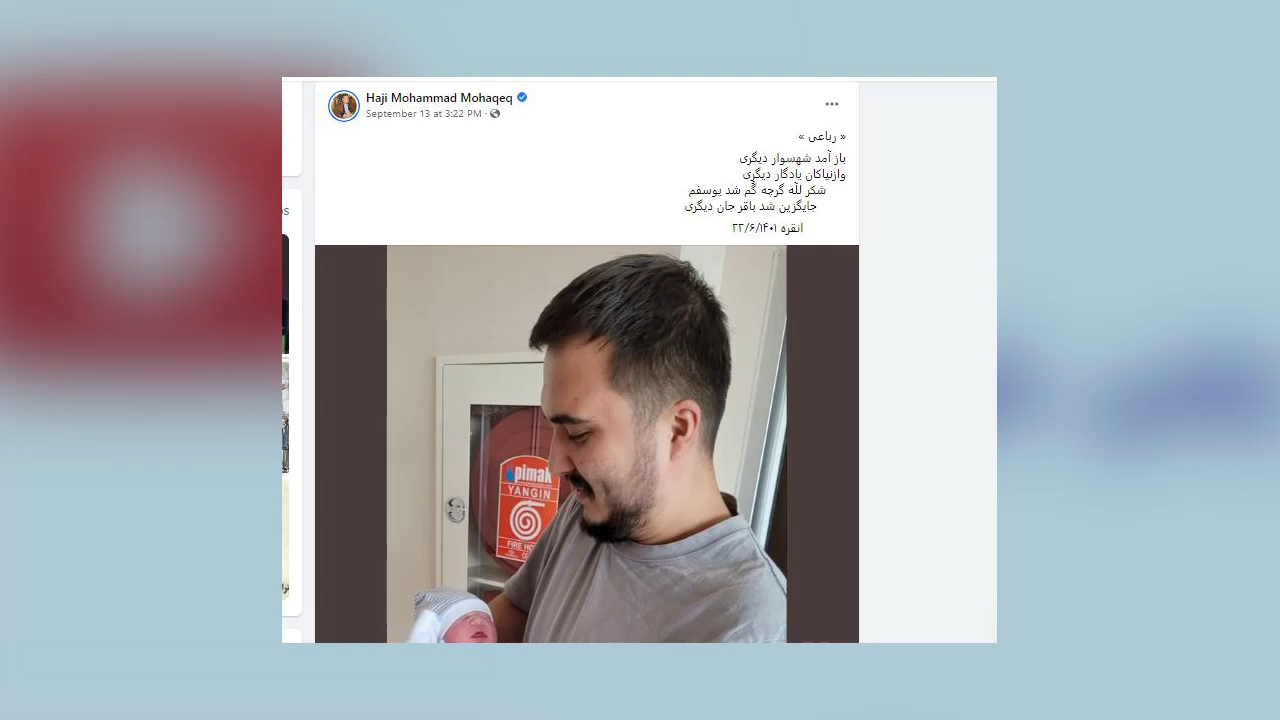 Haji Mohammad Mohaqeq
September 13 at 3:22 PM ·
« رباعی »
باز آمد شهسوار دیگری
وازنیاکان یادگار دیگری
شکر لله گرچه گم شد یوسفم
جایگزین شد باقر جان دیگری
انقره ۲۲/۶/۱۴۰۱
pimak
YANGIN
FIRE HO